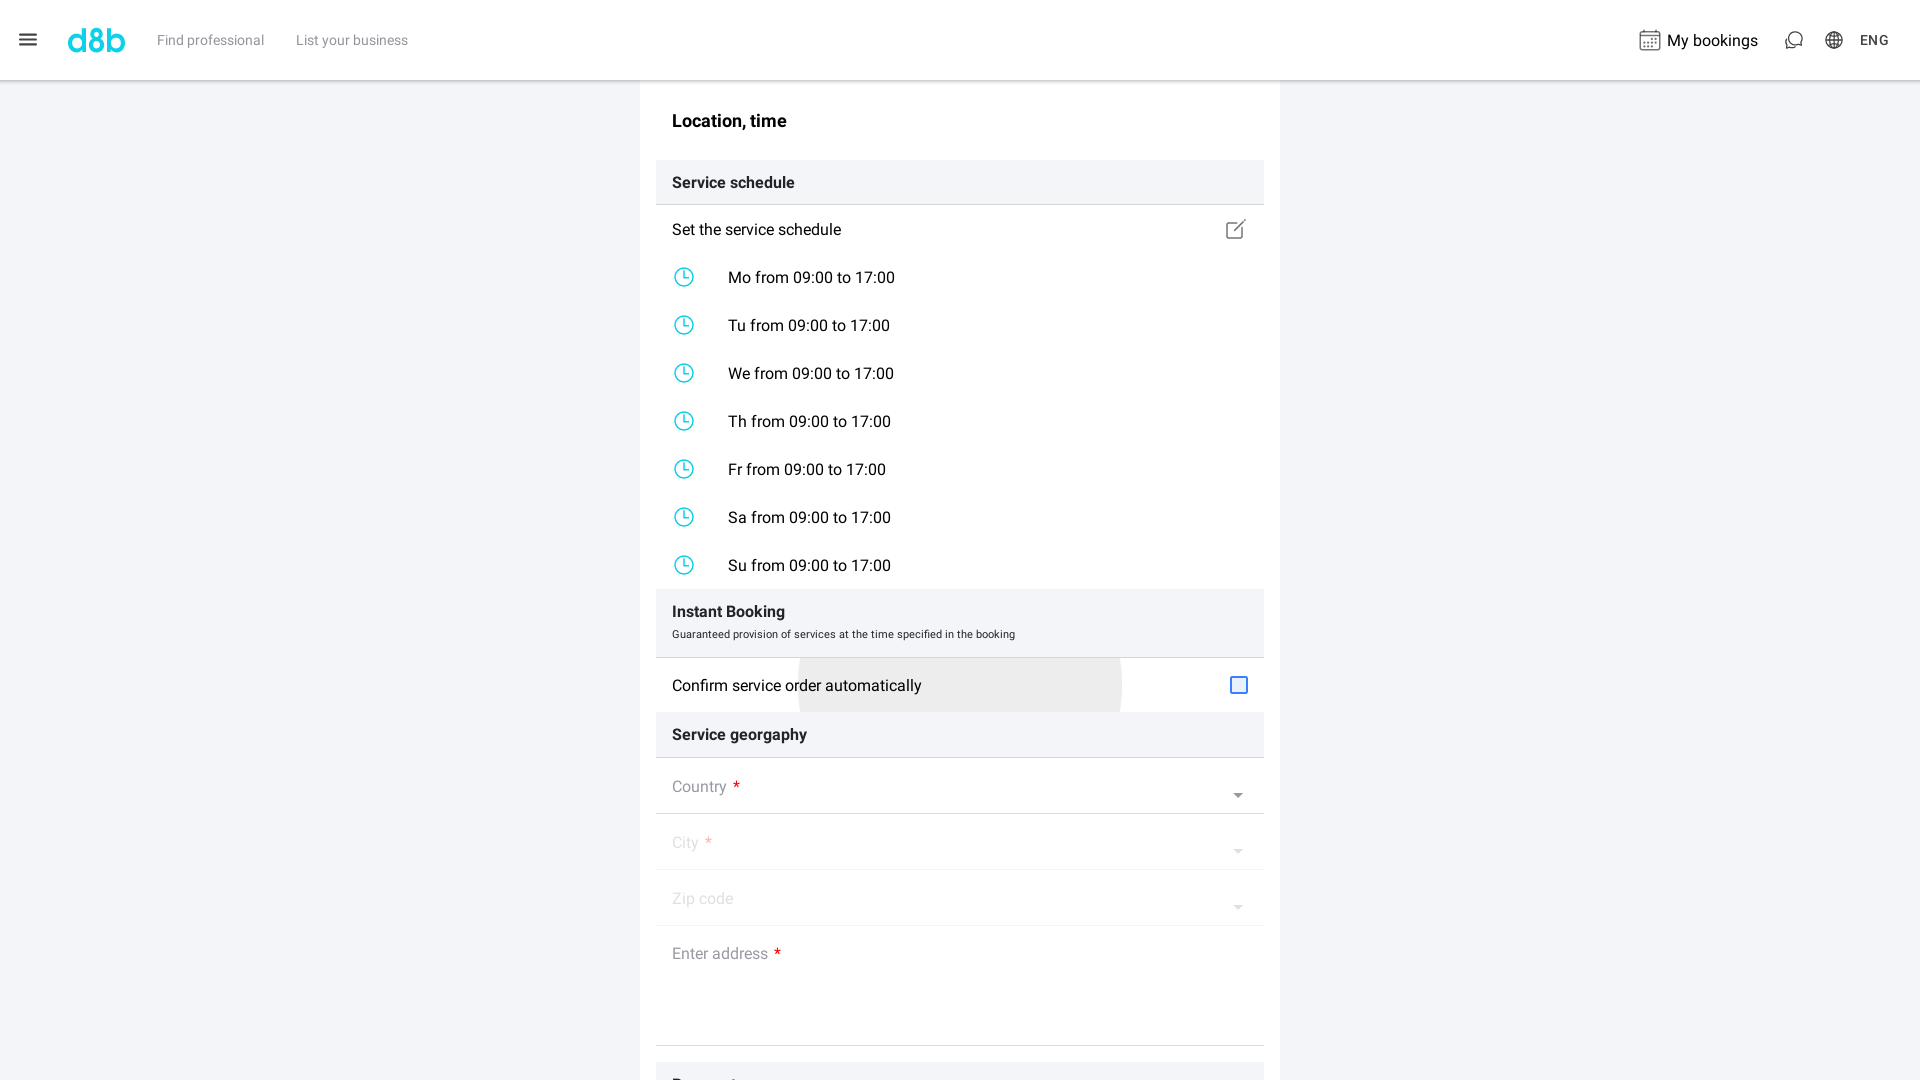 d8b
Find professional
List your business
My bookings
ENG
Location, time
Service schedule
Set the service schedule
Mo from 09:00 to 17:00
Tu from 09:00 to 17:00
We from 09:00 to 17:00
Th from 09:00 to 17:00
Fr from 09:00 to 17:00
Sa from 09:00 to 17:00
Su from 09:00 to 17:00
Instant Booking
Guaranteed provision of services at the time specified in the booking
Confirm service order automatically
Service georgaphy
Country *
City *
Zip code
Enter address *